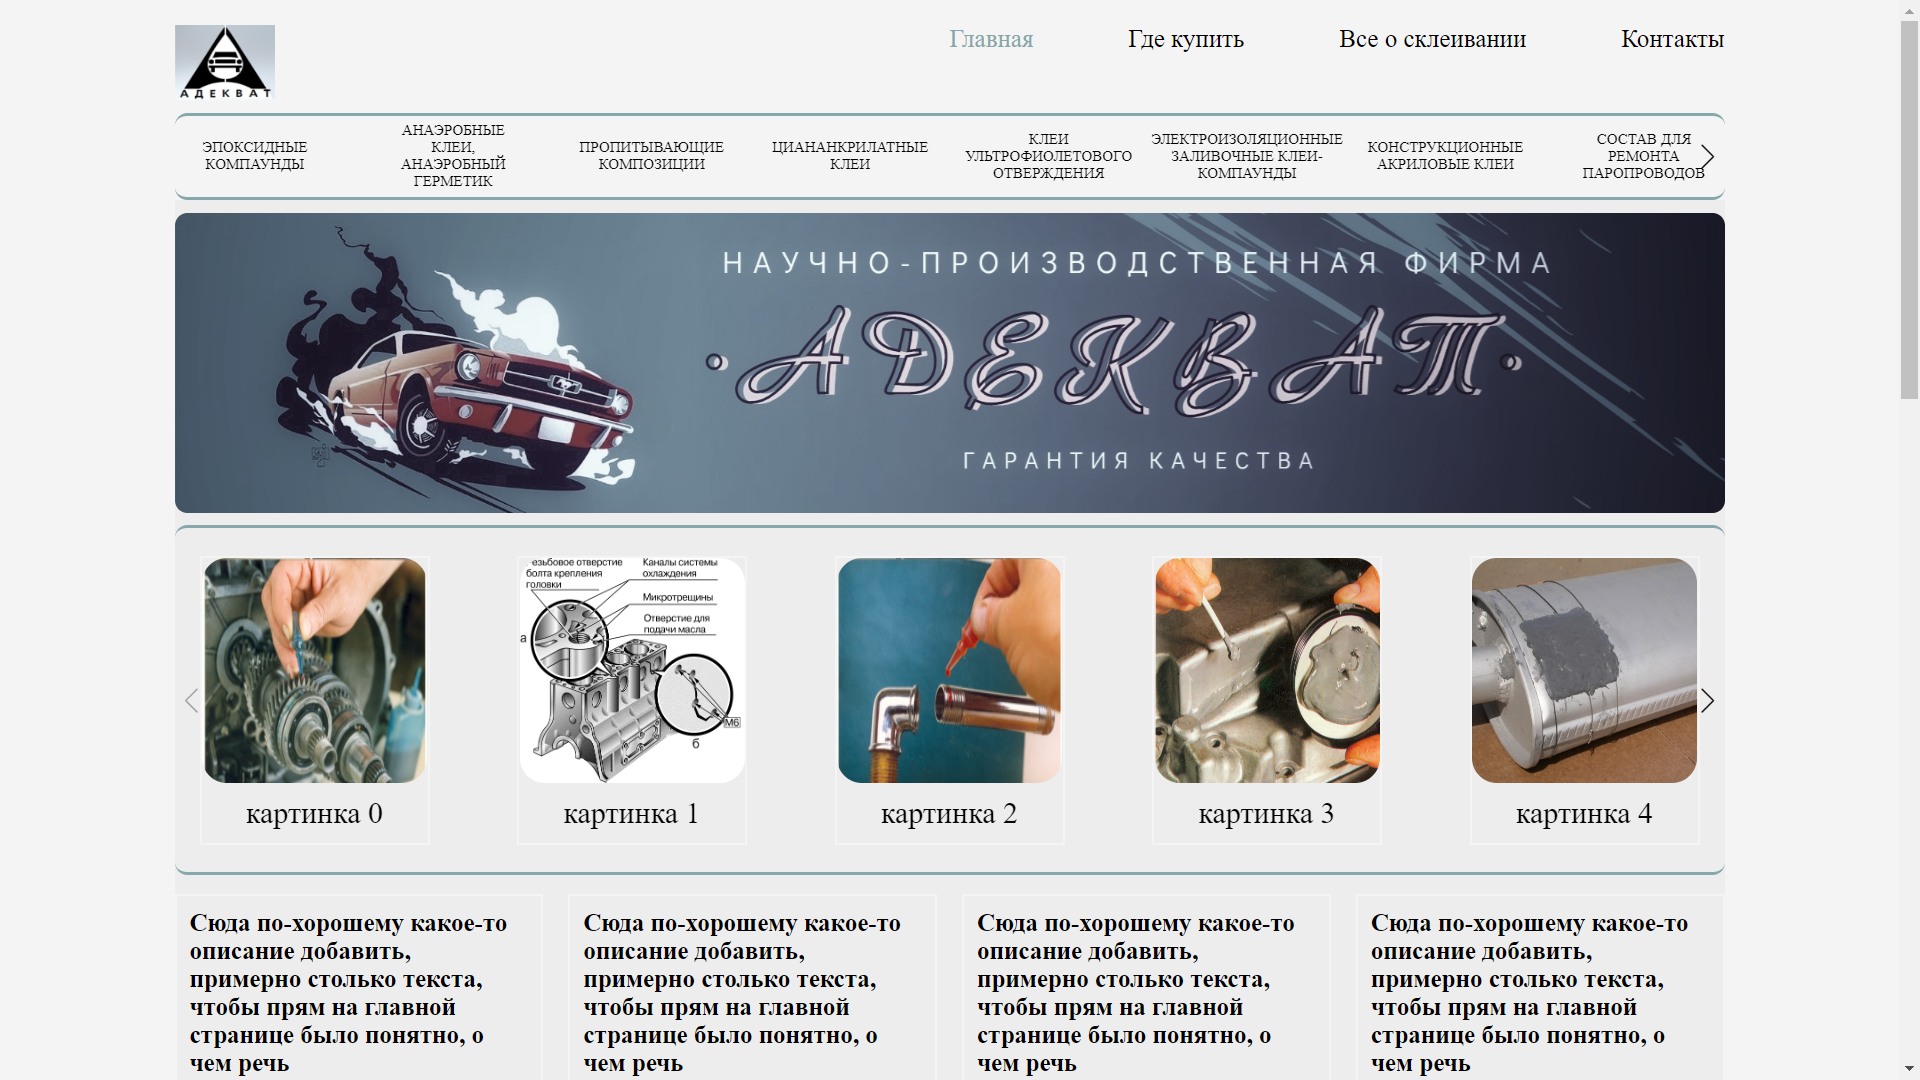 АДЕКВАТ
Главная
Где купить
Все о склеивании
Контакты
ЭПОКСИДНЫЕ
КОМПАУНДЫ
АНАЭРОБНЫЕ
КЛЕИ,
АНАЭРОБНЫЙ
ГЕРМЕТИК
ПРОПИТЫВАЮЩИЕ
КОМПОЗИЦИИ
ЦИАНАНКРИЛАТНЫЕ
КЛЕИ
КЛЕИ
УЛЬТРОФИОЛЕТОВОГО
ОТВЕРЖДЕНИЯ
ЭЛЕКТРОИЗОЛЯЦИОННЫЕ
ЗАЛИВОЧНЫЕ КЛЕИ-
КОМПАУНДЫ
КОНСТРУКЦИОННЫЕ
АКРИЛОВЫЕ КЛЕИ
СОСТАВ ДЛЯ
РЕМОНТА
ПАРОПРОВОДОВ
НАУЧНО-ПРОИЗВОДСТВЕННАЯ ФИРМА
·АДЕКВАТ·
ГАРАНТИЯ КАЧЕСТВА
езьбовое отверстие
болта крепления
головки
Каналы системы
охлаждения
Микротрещины
Отверстие для
подачи масла
а
М6
б
картинка 0
картинка 1
картинка 2
картинка 3
картинка 4
Сюда по-хорошему какое-то
описание добавить,
примерно столько текста,
чтобы прям на главной
странице было понятно, о
чем речь
Сюда по-хорошему какое-то
описание добавить,
примерно столько текста,
чтобы прям на главной
странице было понятно, о
чем речь
Сюда по-хорошему какое-то
описание добавить,
примерно столько текста,
чтобы прям на главной
странице было понятно, о
чем речь
Сюда по-хорошему какое-то
описание добавить,
примерно столько текста,
чтобы прям на главной
странице было понятно, о
чем речь